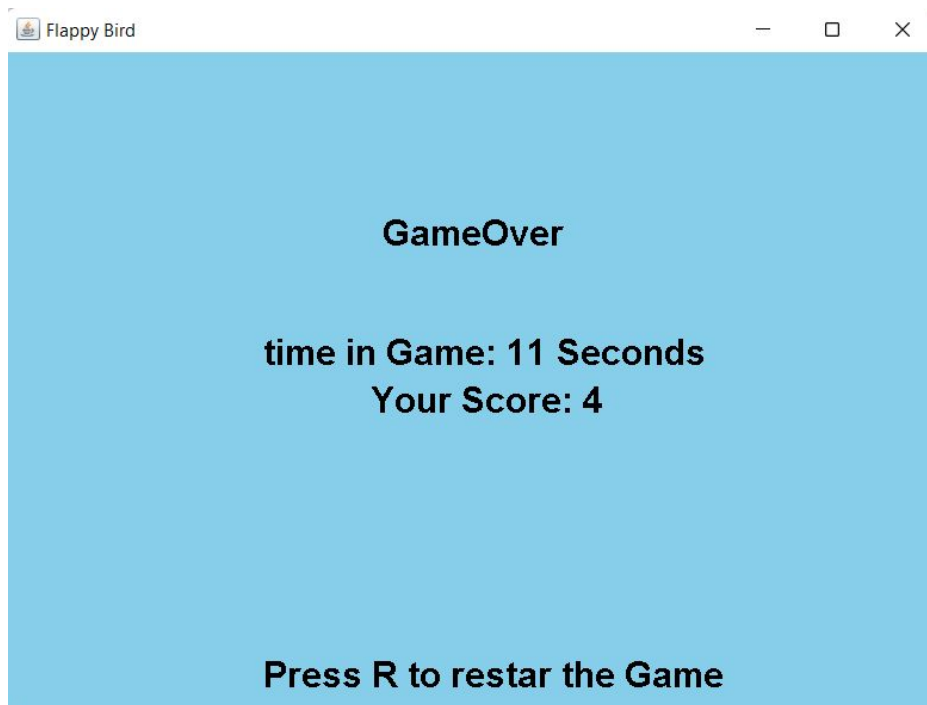 Flappy Bird
GameOver
time in Game: 11 Seconds
Your Score: 4
Press R to restar the Game